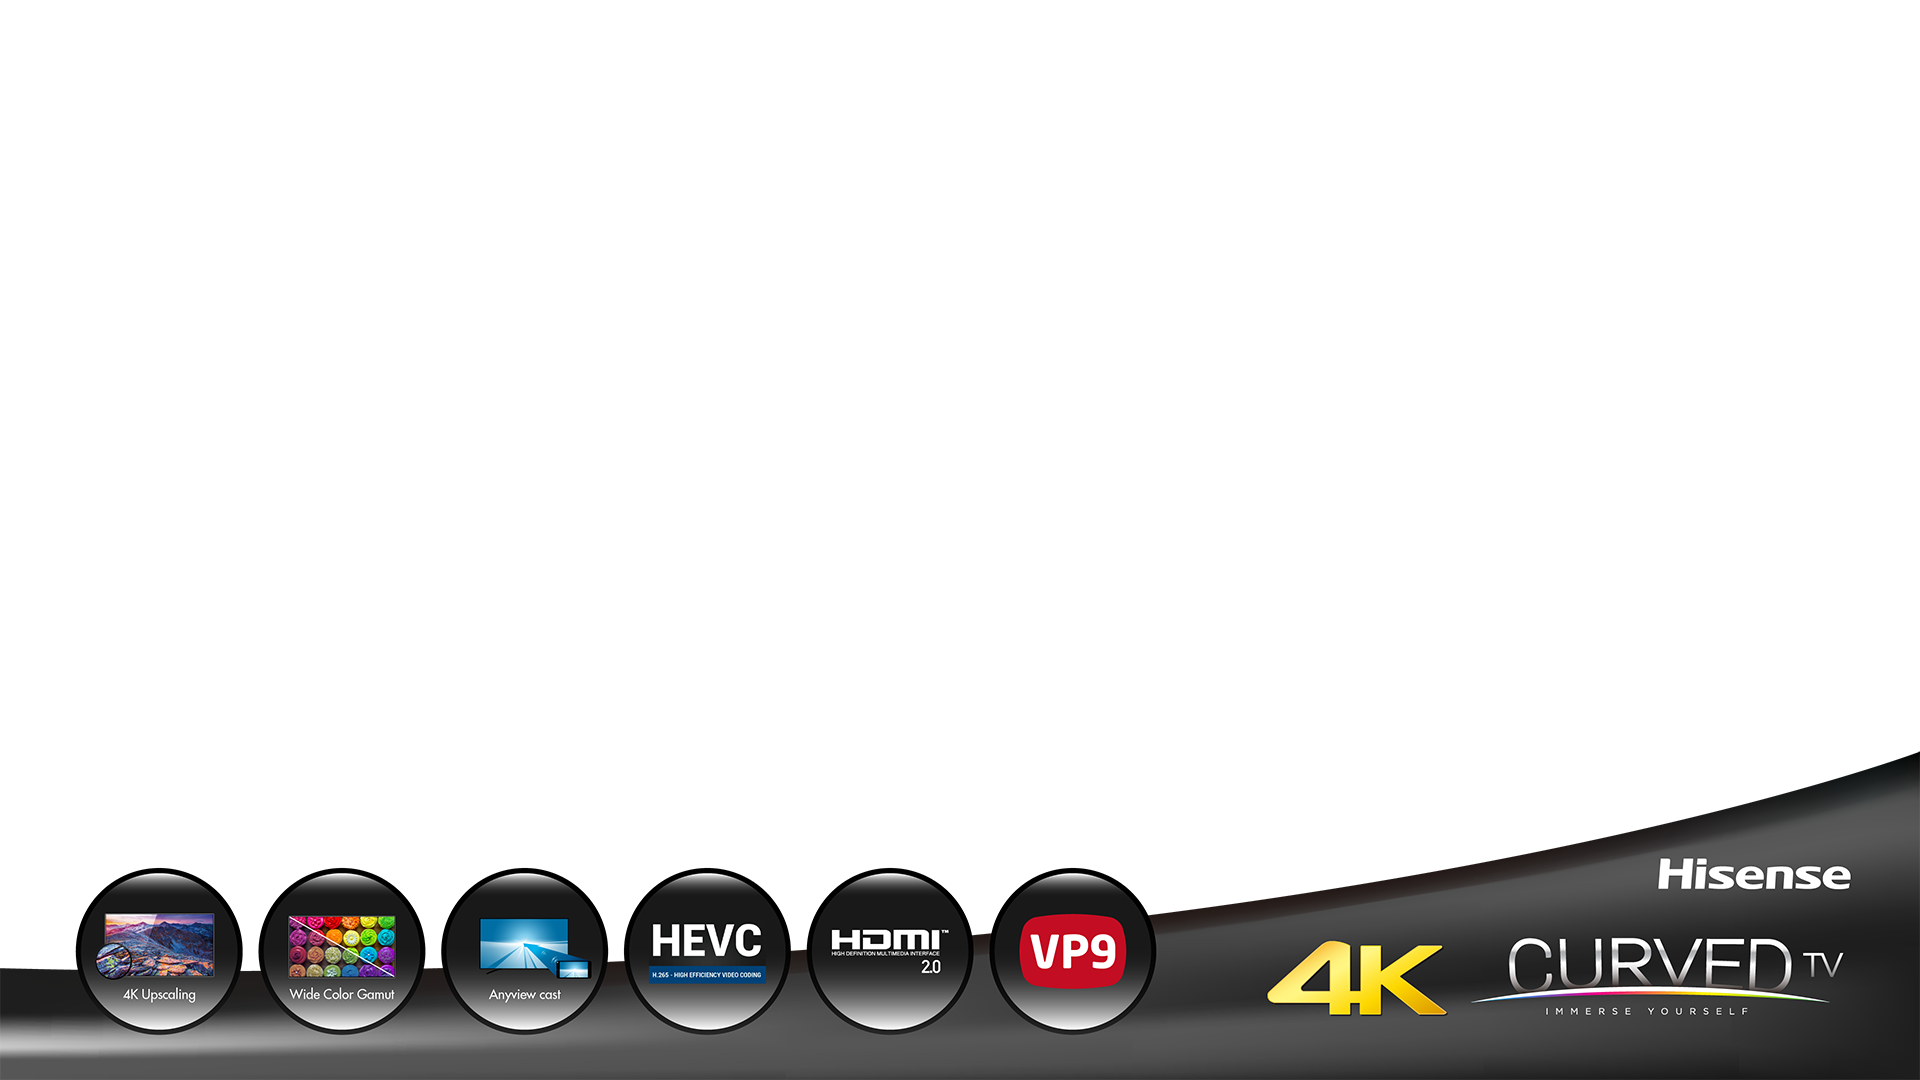 Hisense
4K Upscaling
Wide Color Gamut
Anyview cast
HEVC
H.265 - HIGH EFFICIENCY VIDEO CODING
HDMI™
HIGH DEFINITION MULTIMEDIA INTERFACE
2.0
VP9
4K
CURVED TV
IMMERSE YOURSELF